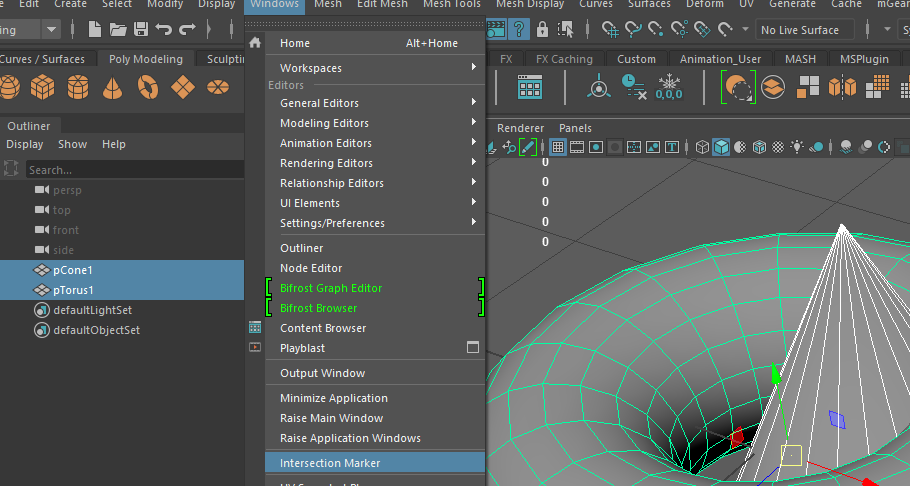 Edit Create Select Modify Display Windows Mesh Edit Mesh Mesh Tools Mesh Display Curves Surfaces Deform UV Generate Cache mGear
No Live Surface
Curves / Surfaces Poly Modeling FX FX Caching Custom Animation_User MASH MSPlugin
0,0,0
Outliner
Display Show Help
Search...
persp
top
front
side
pCone1
pTorus1
defaultLightSet
defaultObjectSet
Home Alt+Home
Workspaces
Editors
General Editors
Modeling Editors
Animation Editors
Rendering Editors
Relationship Editors
UI Elements
Settings/Preferences
Outliner
Node Editor
Bifrost Graph Editor
Bifrost Browser
Content Browser
Playblast
Output Window
Minimize Application
Raise Main Window
Raise Application Windows
Intersection Marker
Renderer Panels
0
0
0
0
0